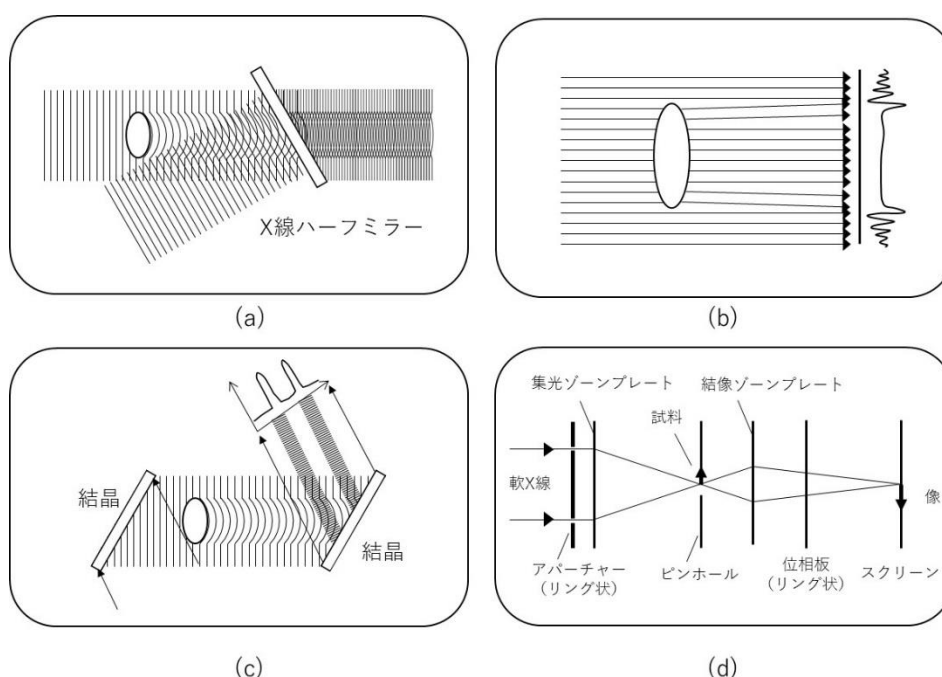 X線ハーフミラー
(a)
(b)
結晶
結晶
(c)
集光ゾーンプレート
結像ゾーンプレート
試料
軟X線
像
アパーチャー
(リング状)
ピンホール
位相板
(リング状)
スクリーン
(d)